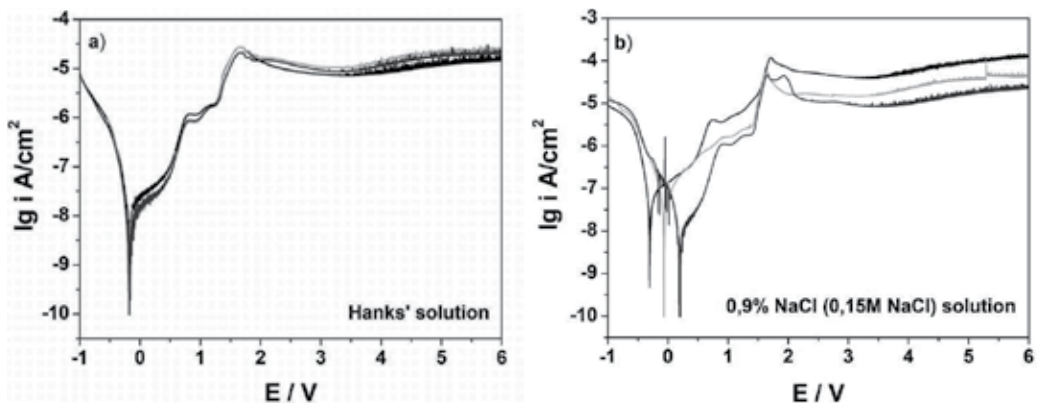 a)
lg i A/cm²
-4
-5
-6
-7
-8
-9
-10
Hanks' solution
-1 0 1 2 3 4 5 6
E / V
b)
lg i A/cm²
-3
-4
-5
-6
-7
-8
-9
-10
0,9% NaCl (0,15M NaCl) solution
-1 0 1 2 3 4 5 6
E / V